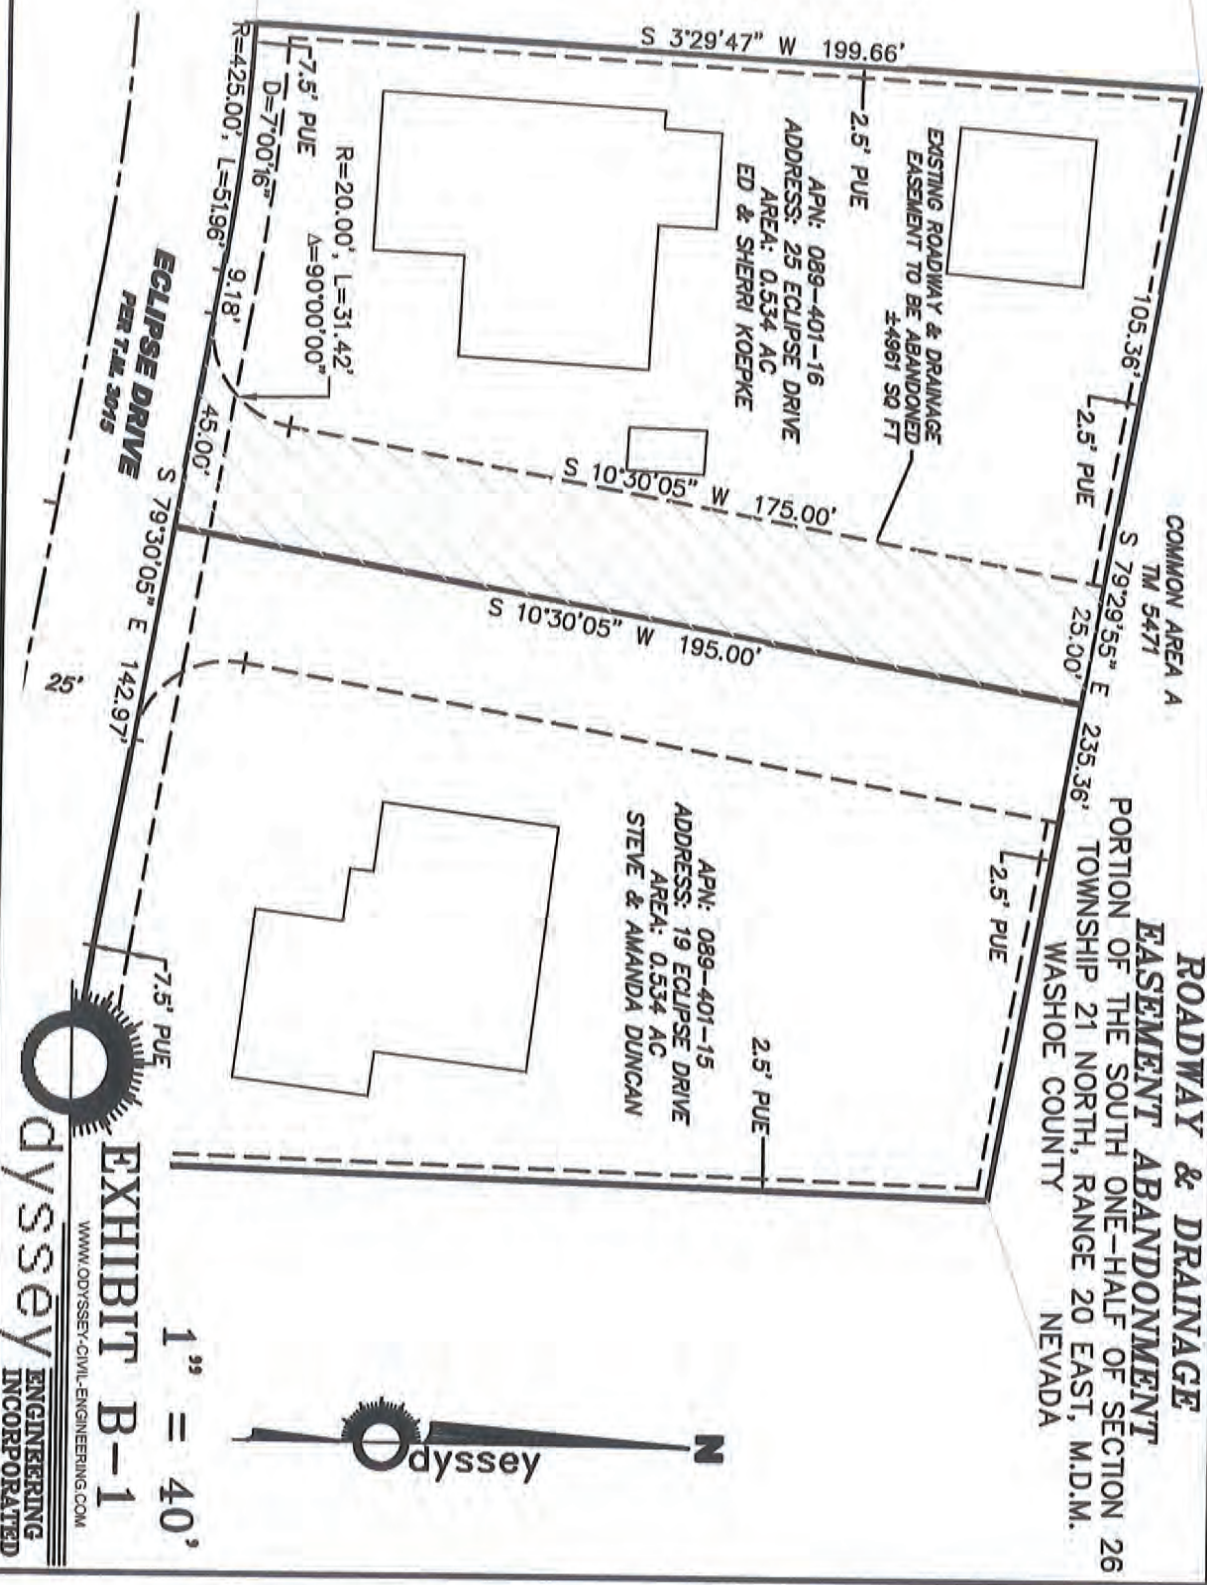 ROADWAY & DRAINAGE
EASEMENT ABANDONMENT
PORTION OF THE SOUTH ONE-HALF OF SECTION 26
TOWNSHIP 21 NORTH, RANGE 20 EAST, M.D.M.
WASHOE COUNTY NEVADA
COMMON AREA A
TM 5471
S 79°29'55" E 235.36'
105.36'
25.00'
2.5' PUE
2.5' PUE
S 3°29'47" W 199.66'
2.5' PUE
EXISTING ROADWAY & DRAINAGE
EASEMENT TO BE ABANDONED
±4961 SQ FT
APN: 089-401-16
ADDRESS: 25 ECLIPSE DRIVE
AREA: 0.534 AC
ED & SHERRI KOEPKE
S 10°30'05" W 175.00'
S 10°30'05" W 195.00'
APN: 089-401-15
ADDRESS: 19 ECLIPSE DRIVE
AREA: 0.534 AC
STEVE & AMANDA DUNCAN
2.5' PUE
R=20.00', L=31.42'
Δ=90°00'00"
7.5' PUE
D=7°00'16"
R=425.00', L=51.96'
9.18'
45.00'
S 79°30'05" E 142.97'
ECLIPSE DRIVE
PER T.M. 2015
25'
7.5' PUE
N
Odyssey
1" = 40'
EXHIBIT B-1
WWW.ODYSSEY-CIVIL-ENGINEERING.COM
Odyssey
ENGINEERING
INCORPORATED